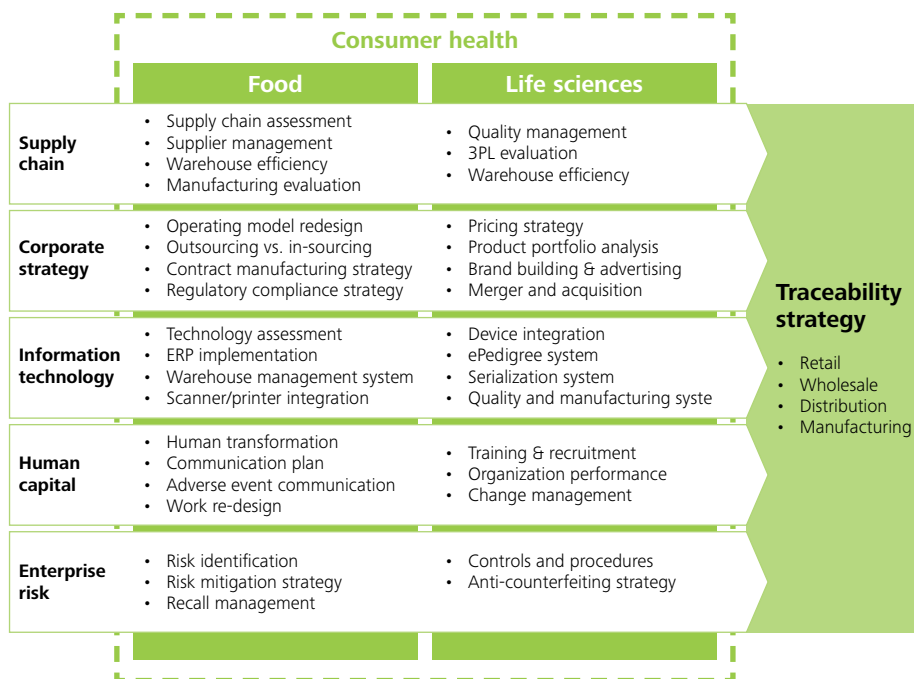 Consumer health
Food
Life sciences
Supply
chain
• Supply chain assessment
• Supplier management
• Warehouse efficiency
• Manufacturing evaluation
• Quality management
• 3PL evaluation
• Warehouse efficiency
Corporate
strategy
• Operating model redesign
• Outsourcing vs. in-sourcing
• Contract manufacturing strategy
• Regulatory compliance strategy
• Pricing strategy
• Product portfolio analysis
• Brand building & advertising
• Merger and acquisition
Information
technology
• Technology assessment
• ERP implementation
• Warehouse management system
• Scanner/printer integration
• Device integration
• ePedigree system
• Serialization system
• Quality and manufacturing syste
Human
capital
• Human transformation
• Communication plan
• Adverse event communication
• Work re-design
• Training & recruitment
• Organization performance
• Change management
Enterprise
risk
• Risk identification
• Risk mitigation strategy
• Recall management
• Controls and procedures
• Anti-counterfeiting strategy
Traceability
strategy
• Retail
• Wholesale
• Distribution
• Manufacturing